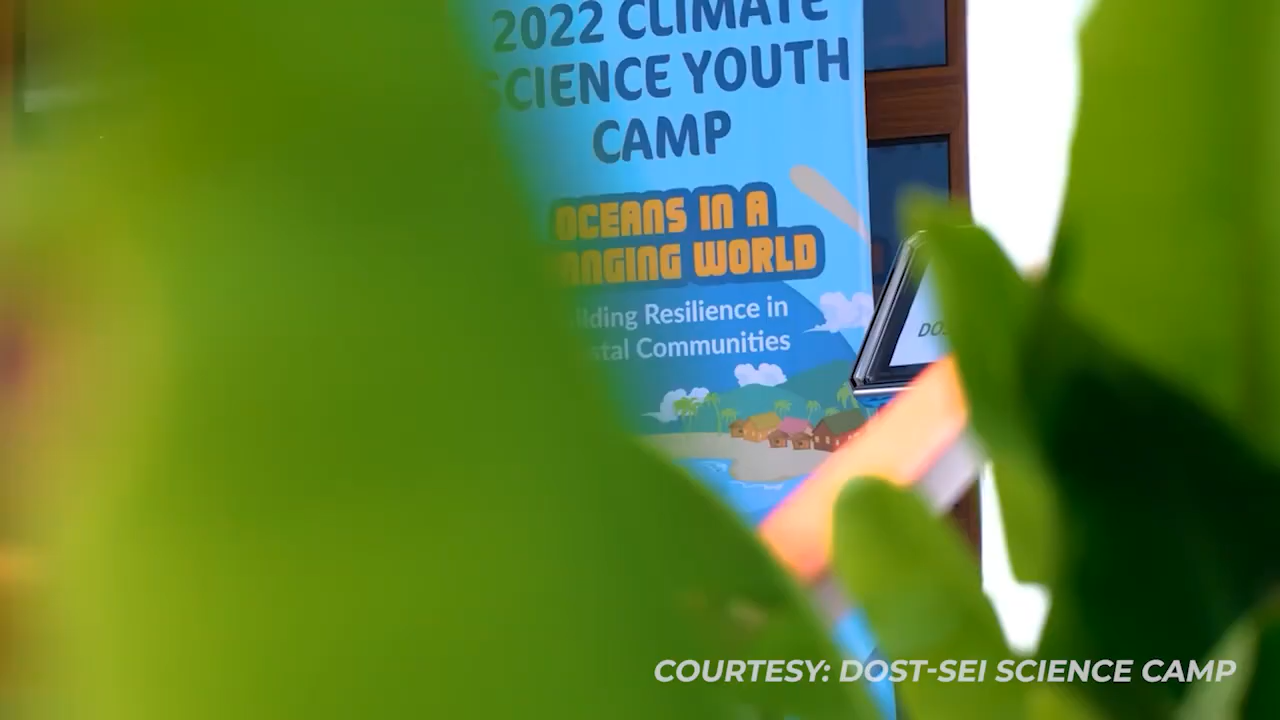 2022 CLIMATE
SCIENCE YOUTH
CAMP
OCEANS IN A
WORLD
Resilience in
Communities
COURTESY: DOST-SEI SCIENCE CAMP